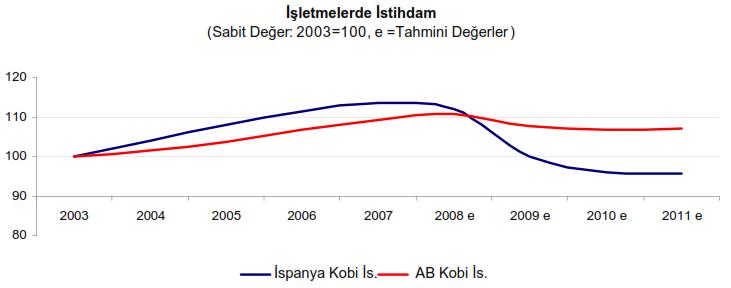 İşletmelerde İstihdam
(Sabit Değer: 2003=100, e =Tahmini Değerler)
120
110
100
90
80
2003 2004 2005 2006 2007 2008 e 2009 e 2010 e 2011 e
İspanya Kobi İs. AB Kobi İs.